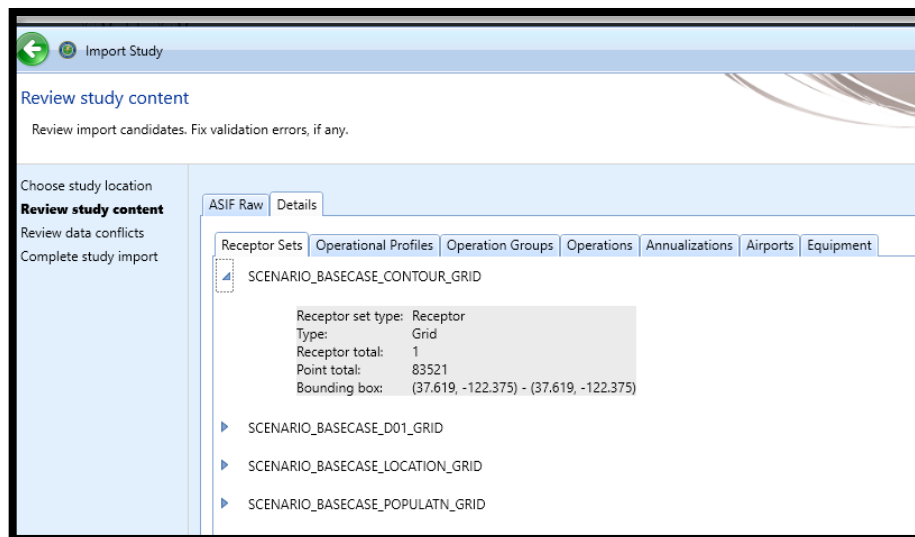 Import Study
Review study content
Review import candidates. Fix validation errors, if any.
Choose study location
Review study content
Review data conflicts
Complete study import
ASIF Raw Details
Receptor Sets Operational Profiles Operation Groups Operations Annualizations Airports Equipment
SCENARIO_BASECASE_CONTOUR_GRID
Receptor set type: Receptor
Type: Grid
Receptor total: 1
Point total: 83521
Bounding box: (37.619, -122.375) - (37.619, -122.375)
SCENARIO_BASECASE_D01_GRID
SCENARIO_BASECASE_LOCATION_GRID
SCENARIO_BASECASE_POPULATN_GRID